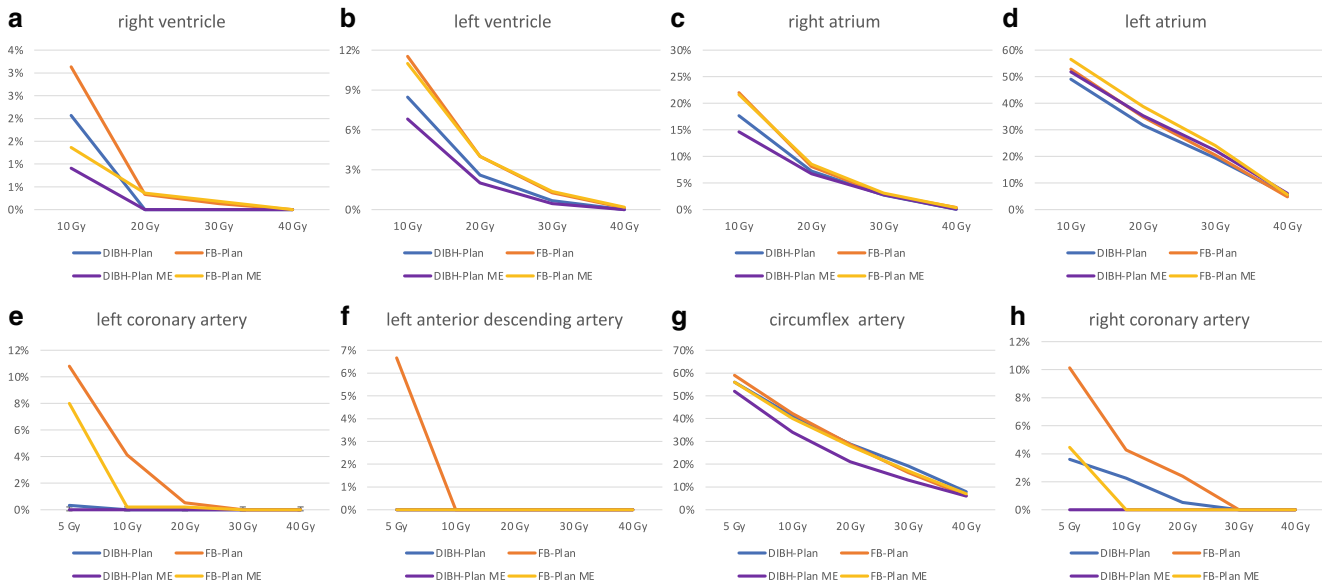 a right ventricle
4%
3%
3%
2%
2%
1%
1%
0%
10 Gy 20 Gy 30 Gy 40 Gy
DIBH-Plan FB-Plan
DIBH-Plan ME FB-Plan ME
b left ventricle
12%
9%
6%
3%
0%
10 Gy 20 Gy 30 Gy 40 Gy
DIBH-Plan FB-Plan
DIBH-Plan ME FB-Plan ME
c right atrium
30%
25%
20%
15%
10%
5%
0%
10 Gy 20 Gy 30 Gy 40 Gy
DIBH-Plan FB-Plan
DIBH-Plan ME FB-Plan ME
d left atrium
60%
50%
40%
30%
20%
10%
0%
10 Gy 20 Gy 30 Gy 40 Gy
DIBH-Plan FB-Plan
DIBH-Plan ME FB-Plan ME
e left coronary artery
12%
10%
8%
6%
4%
2%
0%
5 Gy 10 Gy 20 Gy 30 Gy 40 Gy
DIBH-Plan FB-Plan
DIBH-Plan ME FB-Plan ME
f left anterior descending artery
7%
6%
5%
4%
3%
2%
1%
0%
5 Gy 10 Gy 20 Gy 30 Gy 40 Gy
DIBH-Plan FB-Plan
DIBH-Plan ME FB-Plan ME
g circumflex artery
70%
60%
50%
40%
30%
20%
10%
0%
5 Gy 10 Gy 20 Gy 30 Gy 40 Gy
DIBH-Plan FB-Plan
DIBH-Plan ME FB-Plan ME
h right coronary artery
12%
10%
8%
6%
4%
2%
0%
5 Gy 10 Gy 20 Gy 30 Gy 40 Gy
DIBH-Plan FB-Plan
DIBH-Plan ME FB-Plan ME